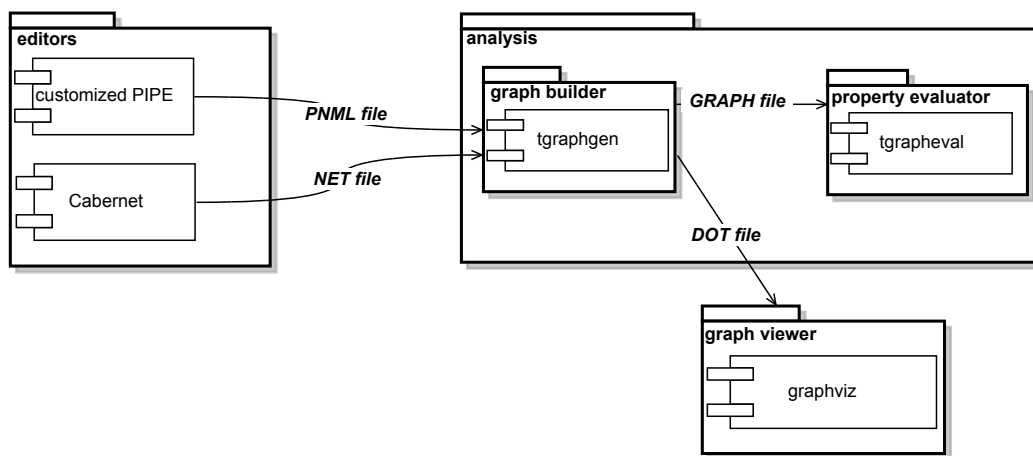 editors
customized PIPE
Cabernet
PNML file
NET file
analysis
graph builder
tgraphgen
GRAPH file
property evaluator
tgrapheval
DOT file
graph viewer
graphviz